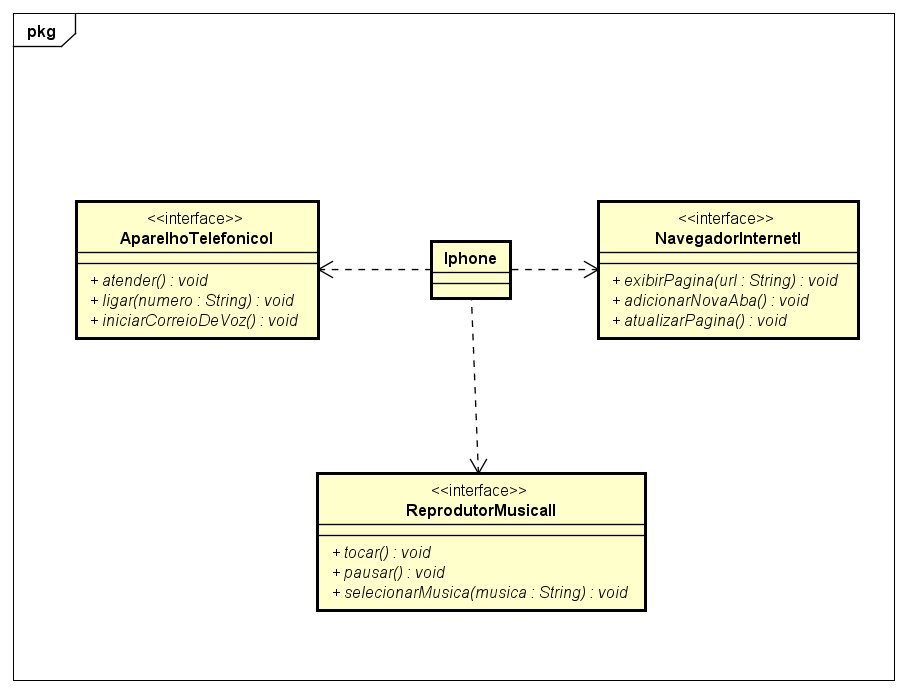 pkg
<<interface>>
AparelhoTelefonicoI
+ atender() : void
+ ligar(numero : String) : void
+ iniciarCorreioDeVoz() : void
Iphone
<<interface>>
NavegadorInternetI
+ exibirPagina(url : String) : void
+ adicionarNovaAba() : void
+ atualizarPagina() : void
<<interface>>
ReprodutorMusicalI
+ tocar() : void
+ pausar() : void
+ selecionarMusica(musica : String) : void